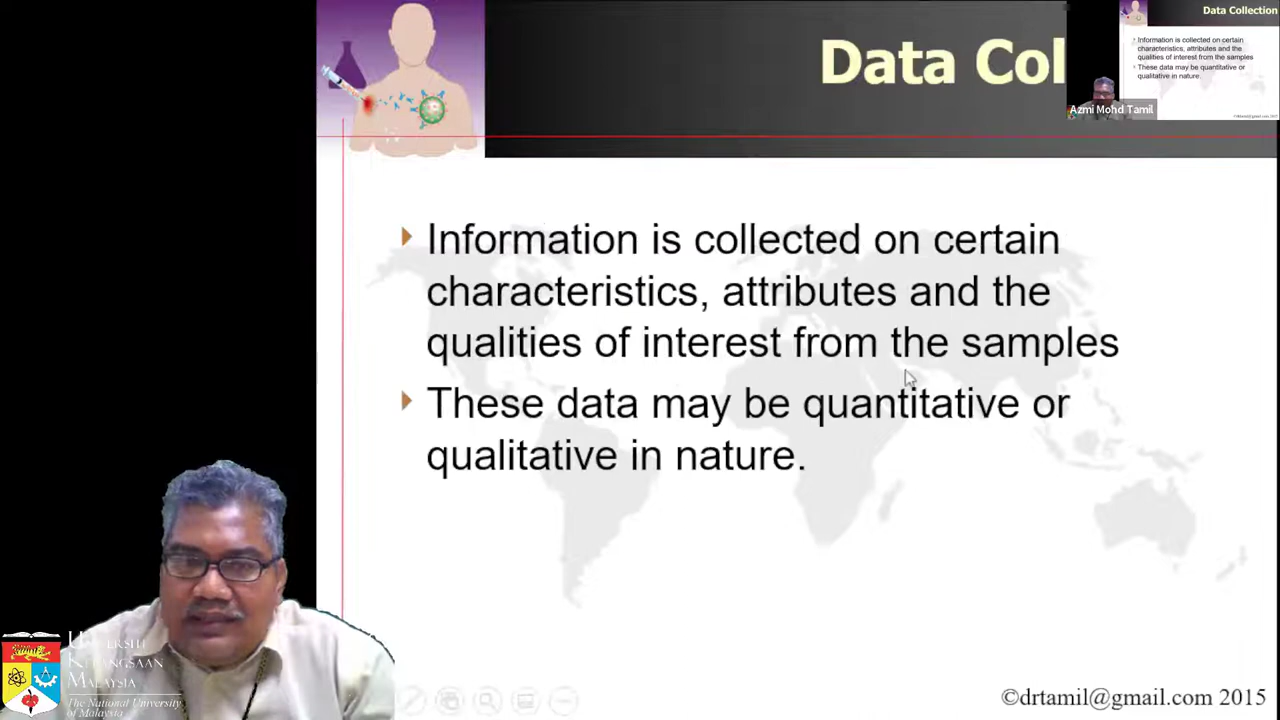 Data Col
Information is collected on certain
characteristics, attributes and the
qualities of interest from the samples
These data may be quantitative or
qualitative in nature.
©drtamil@gmail.com 2015
Data Collection
Information is collected on certain
characteristics, attributes and the
qualities of interest from the samples
These data may be quantitative or
qualitative in nature.
Azmi Mohd Tamil
KEBANGSAAN
MALAYSIA
The National University
of Malaysia